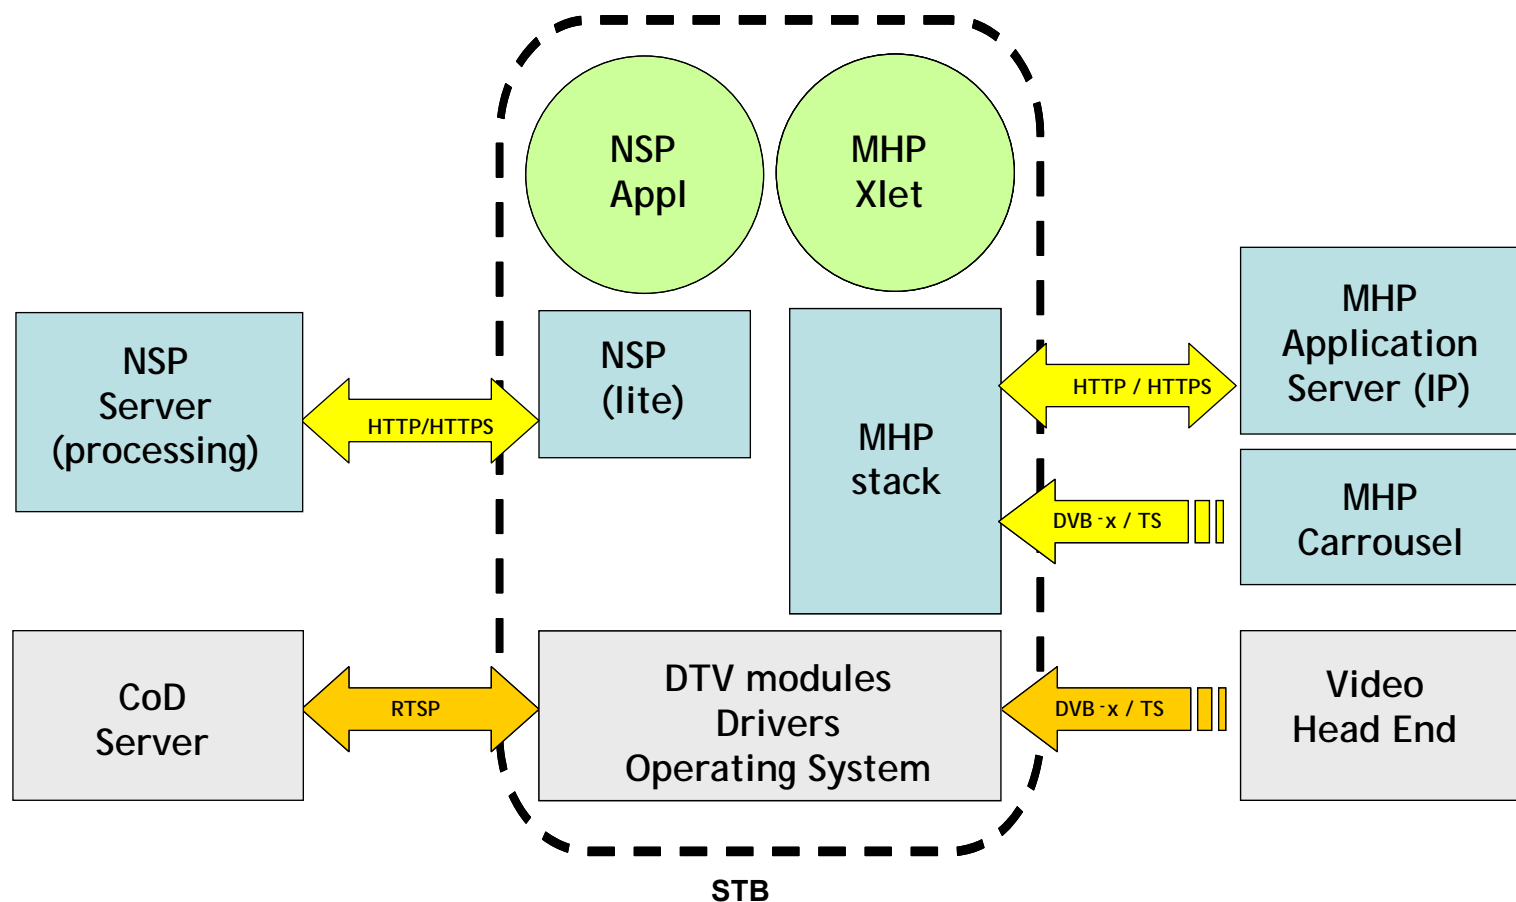 NSP
Appl
MHP
Xlet
NSP
Server
(processing)
HTTP/HTTPS
NSP
(lite)
MHP
stack
HTTP / HTTPS
MHP
Application
Server (IP)
DVB -x / TS
MHP
Carrousel
CoD
Server
RTSP
DTV modules
Drivers
Operating System
DVB -x / TS
Video
Head End
STB